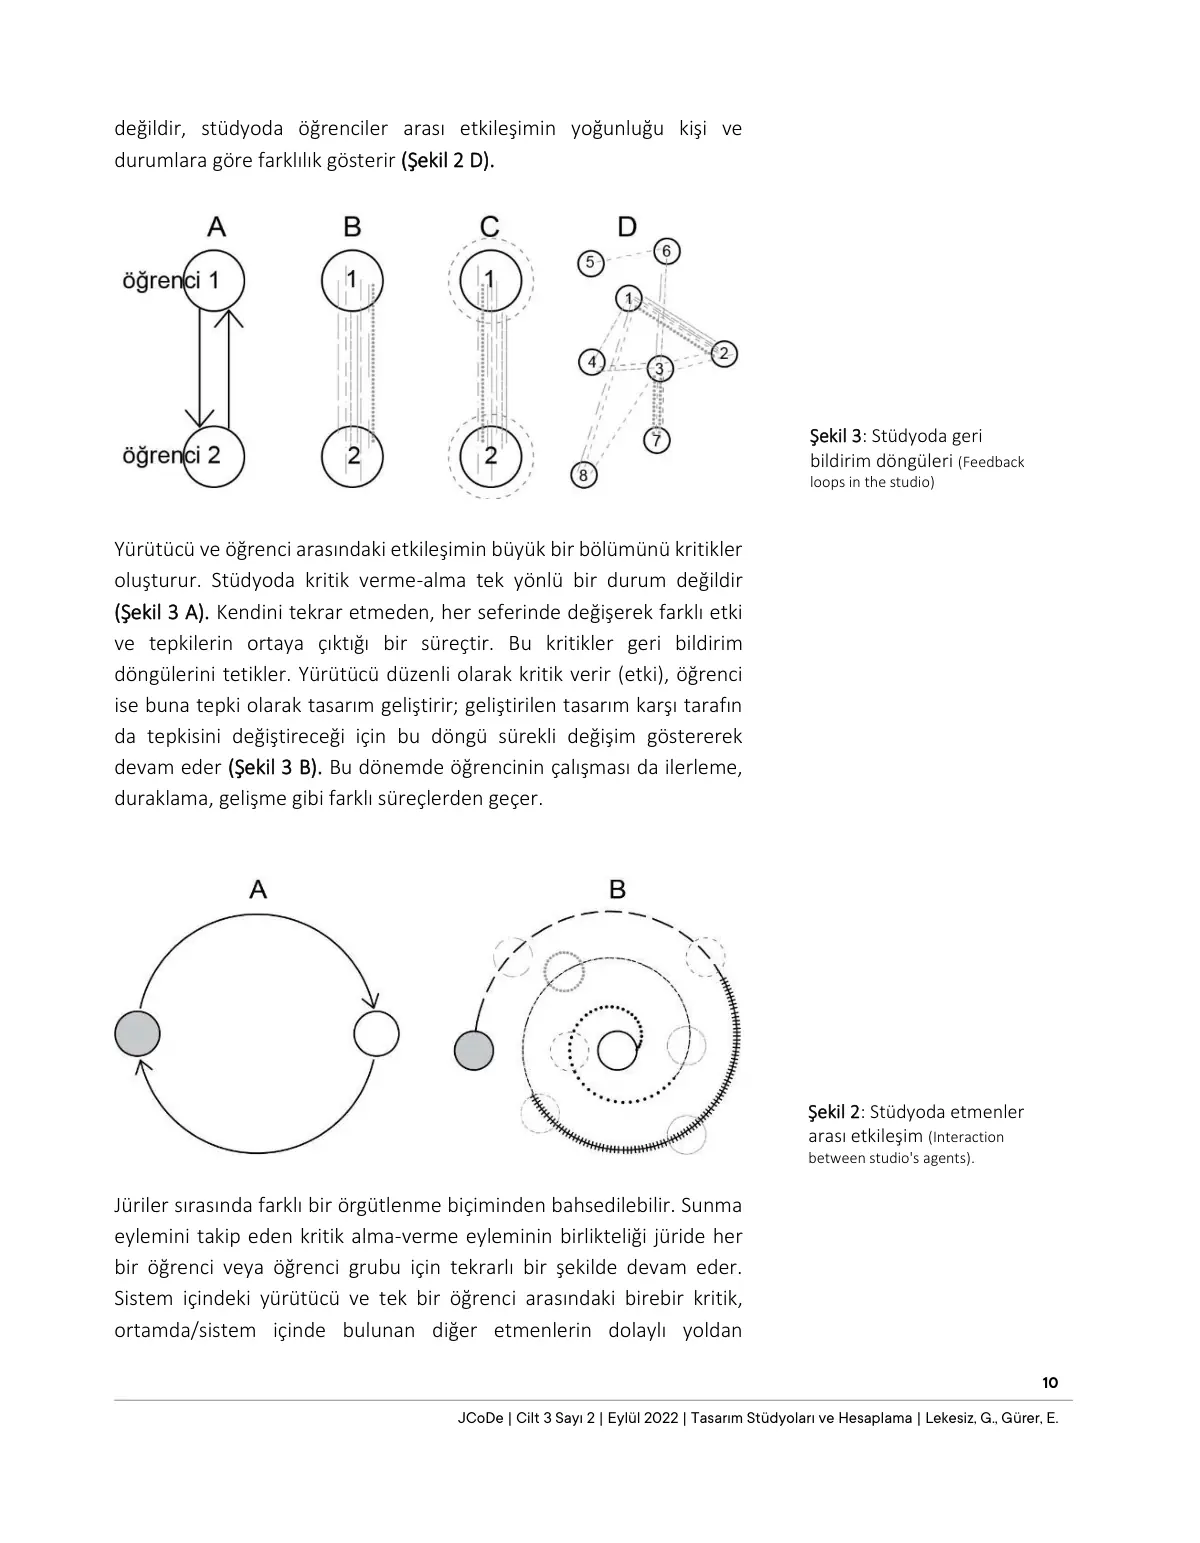 değildir, stüdyoda öğrenciler arası etkileşimin yoğunluğu kişi ve
durumlara göre farklılık gösterir (Şekil 2 D).
A B C D
öğrenci 1
öğrenci 2
1
2
1
2
5
6
1
2
4
3
7
8
Şekil 3: Stüdyoda geri
bildirim döngüleri (Feedback
loops in the studio)
Yürütücü ve öğrenci arasındaki etkileşimin büyük bir bölümünü kritikler
oluşturur. Stüdyoda kritik verme-alma tek yönlü bir durum değildir
(Şekil 3 A). Kendini tekrar etmeden, her seferinde değişerek farklı etki
ve tepkilerin ortaya çıktığı bir süreçtir. Bu kritikler geri bildirim
döngülerini tetikler. Yürütücü düzenli olarak kritik verir (etki), öğrenci
ise buna tepki olarak tasarım geliştirir; geliştirilen tasarım karşı tarafın
da tepkisini değiştireceği için bu döngü sürekli değişim göstererek
devam eder (Şekil 3 B). Bu dönemde öğrencinin çalışması da ilerleme,
duraklama, gelişme gibi farklı süreçlerden geçer.
A B
Şekil 2: Stüdyoda etmenler
arası etkileşim (Interaction
between studio's agents).
Jüriler sırasında farklı bir örgütlenme biçiminden bahsedilebilir. Sunma
eylemini takip eden kritik alma-verme eyleminin birlikteliği jüride her
bir öğrenci veya öğrenci grubu için tekrarlı bir şekilde devam eder.
Sistem içindeki yürütücü ve tek bir öğrenci arasındaki birebir kritik,
ortamda/sistem içinde bulunan diğer etmenlerin dolaylı yoldan
10
JCoDe | Cilt 3 Sayı 2 | Eylül 2022 | Tasarım Stüdyoları ve Hesaplama | Lekesiz, G., Gürer, E.